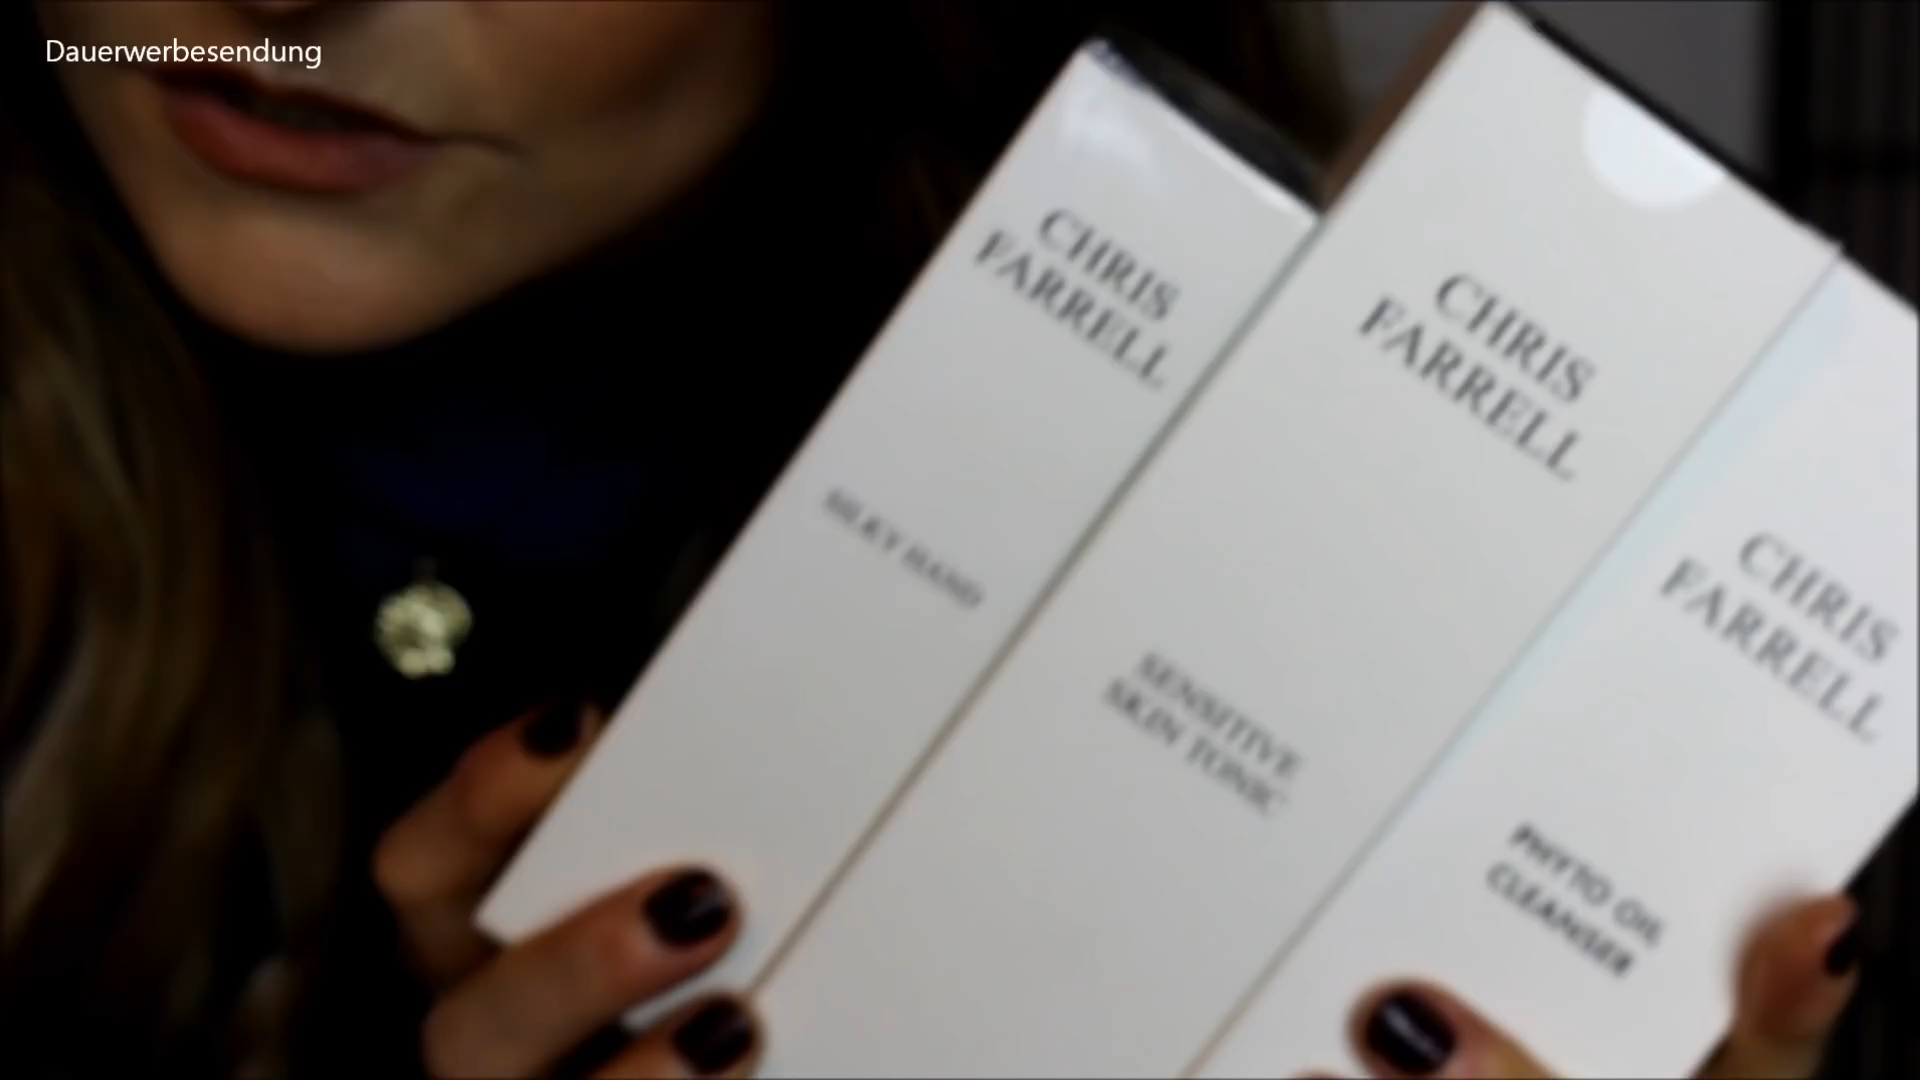 Dauerwerbesendung
CHRIS
FARRELL
SILKY HAND
CHRIS
FARRELL
SENSITIVE
SKIN TONIC
CHRIS
FARRELL
PHYTO OIL
CLEANSER